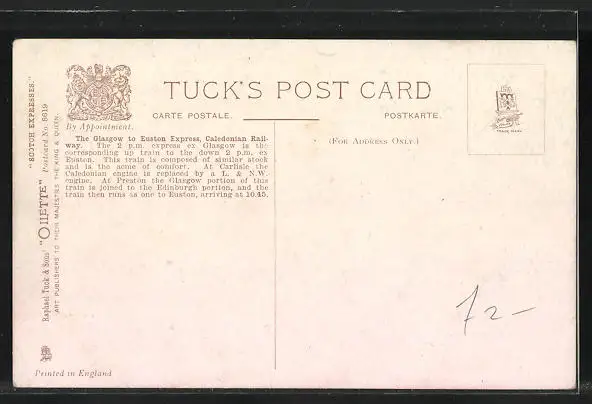 TUCK'S POST CARD
CARTE POSTALE.
POSTKARTE.
By Appointment.
(FOR ADDRESS ONLY.)
The Glasgow to Euston Express, Caledonian Rail-
way. The 2 p.m. express ex Glasgow is the
corresponding up train to the down 2 p.m. ex
Euston. This train is composed of similar stock
and is the acme of comfort. At Carlisle the
Caledonian engine is replaced by a L. & N.W.
engine. At Preston the Glasgow portion of this
train is joined to the Edinburgh portion, and the
train then runs as one to Euston, arriving at 10.45.
TRADE MARK
72-
Raphael Tuck & Sons' "OILETTE" Postcard No. 8619
"SCOTCH EXPRESSES."
ART PUBLISHERS TO THEIR MAJESTIES THE KING & QUEEN.
Printed in England